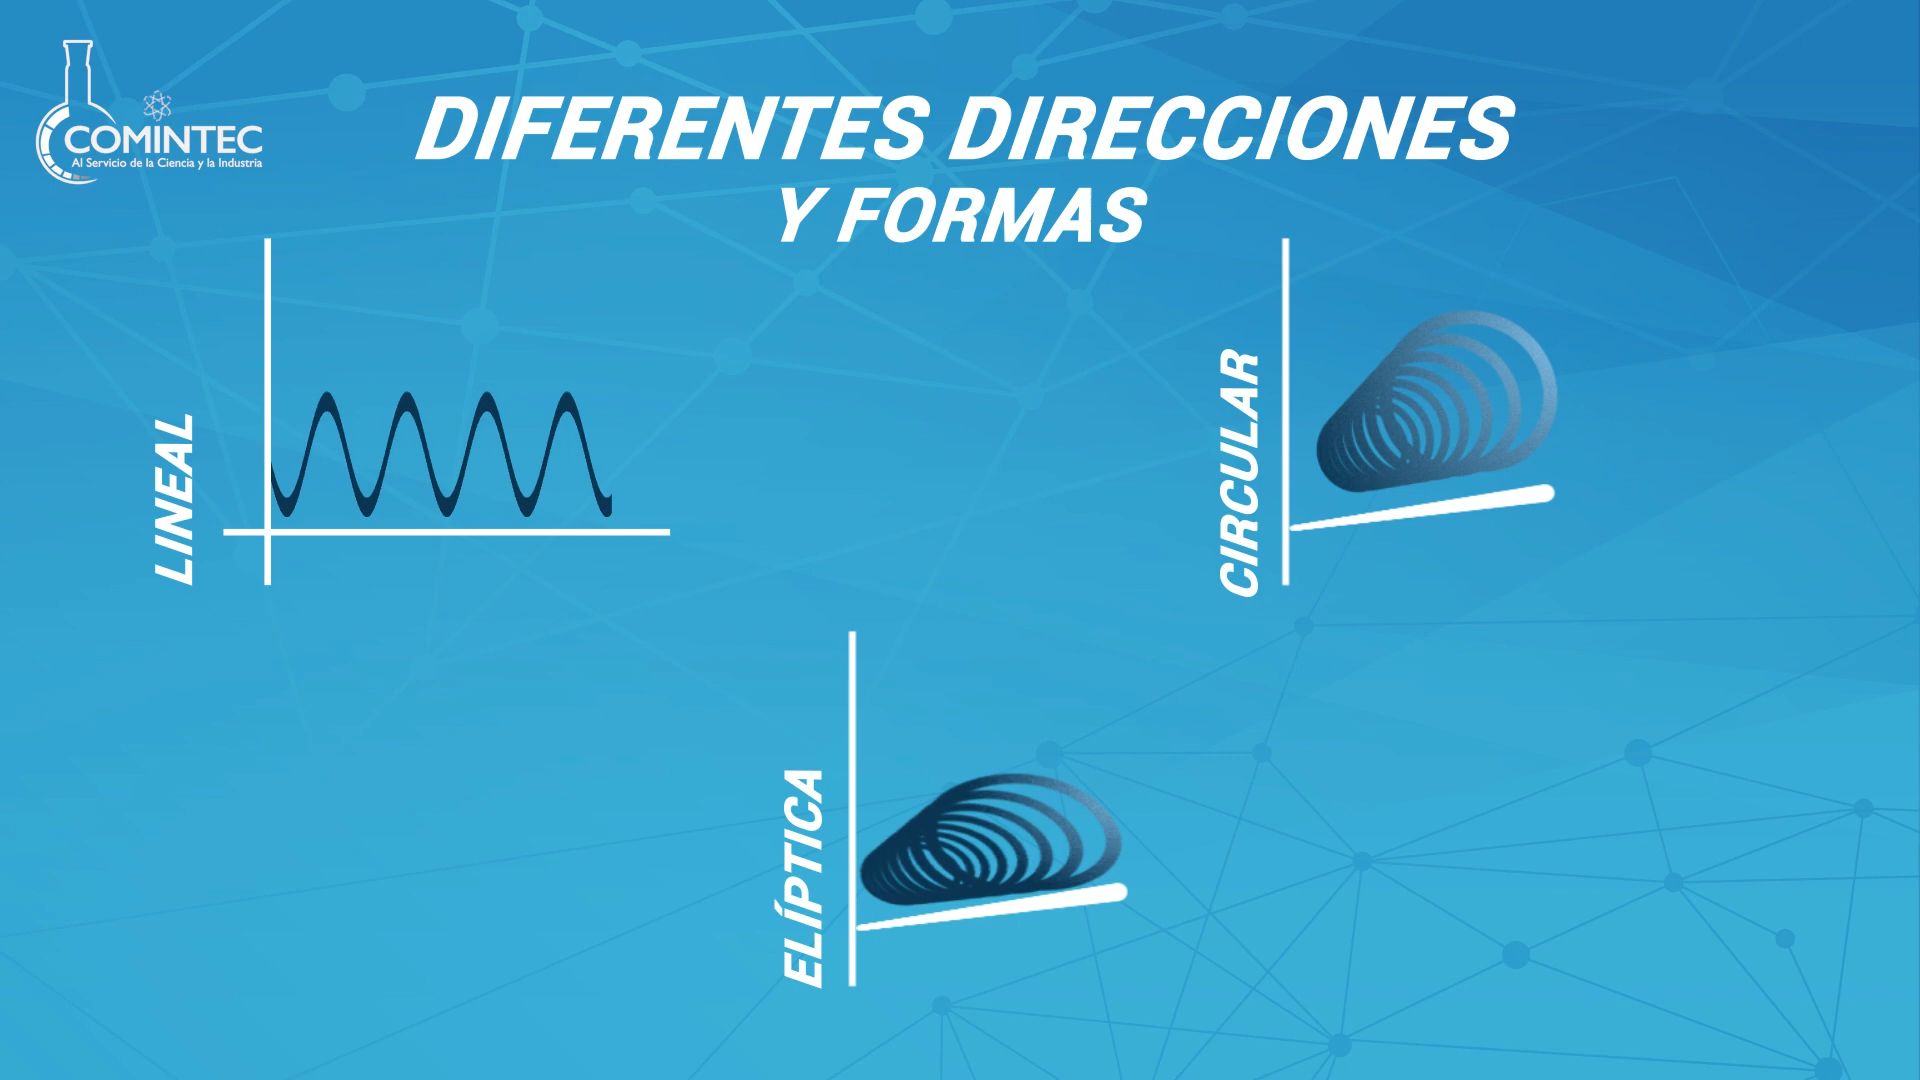 COMINTEC
Al Servicio de la Ciencia y la Industria
DIFERENTES DIRECCIONES
Y FORMAS
LINEAL
CIRCULAR
ELÍPTICA